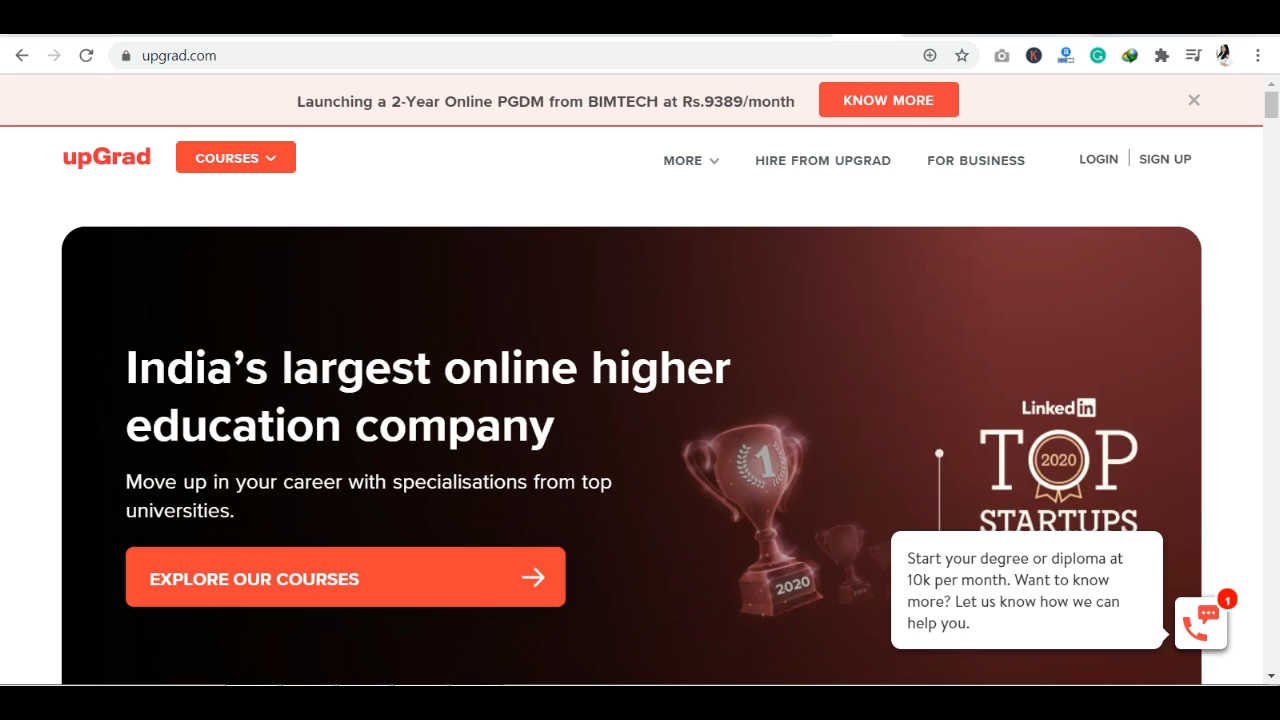 upgrad.com
Launching a 2-Year Online PGDM from BIMTECH at Rs.9389/month
KNOW MORE
upGrad
COURSES
MORE
HIRE FROM UPGRAD
FOR BUSINESS
LOGIN
SIGN UP
India's largest online higher
education company
Move up in your career with specialisations from top
universities.
EXPLORE OUR COURSES
1
2020
Linked in
TOP
2020
STARTUPS
Start your degree or diploma at
10k per month. Want to know
more? Let us know how we can
help you.
1